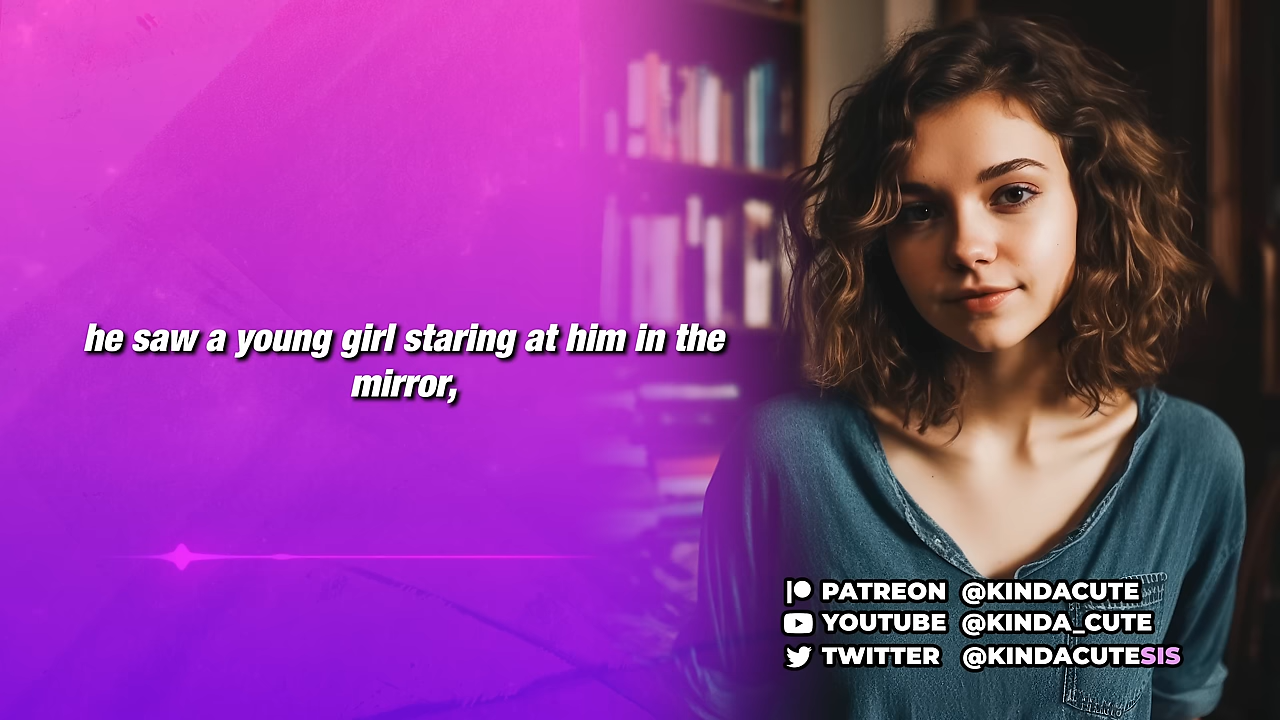 he saw a young girl staring at him in the
mirror,
PATREON @KINDACUTE
YOUTUBE @KINDA_CUTE
TWITTER @KINDACUTESIS